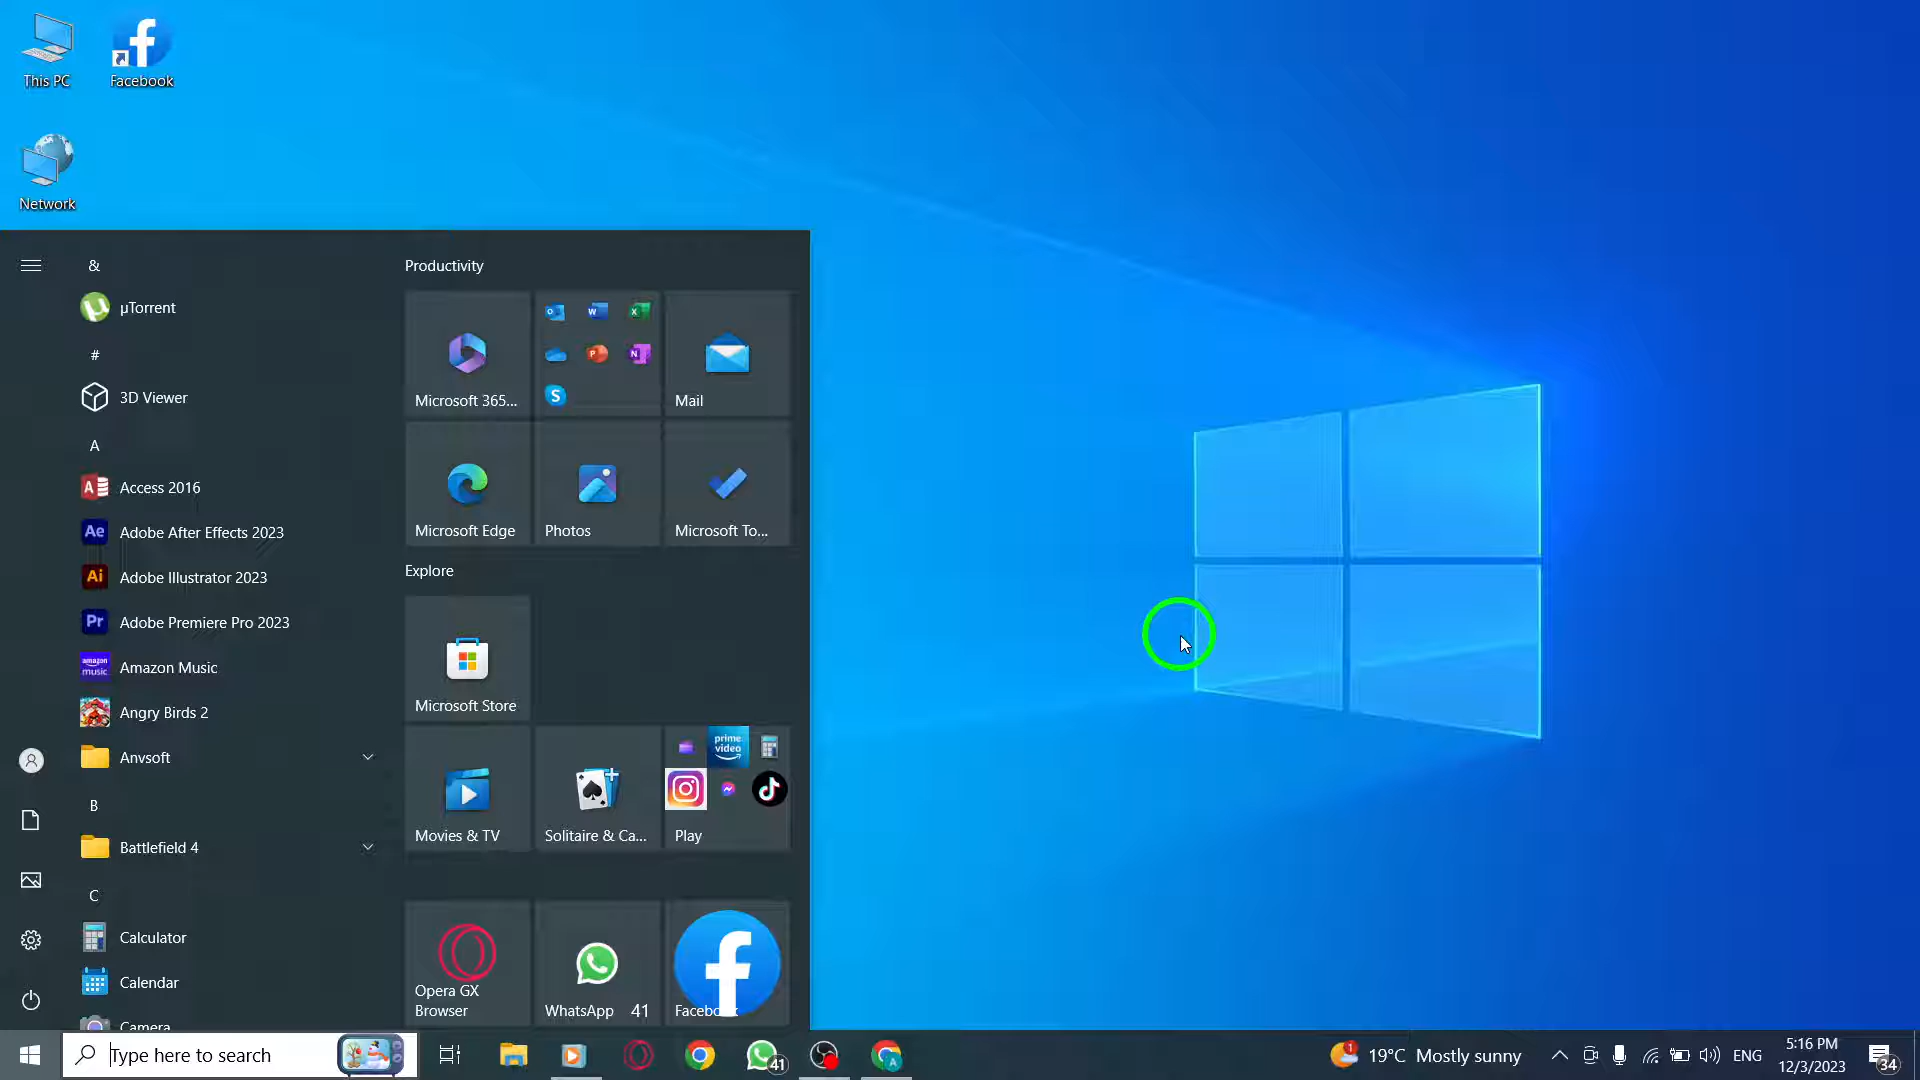 This PC
Facebook
Network
&
µTorrent
#
3D Viewer
A
Access 2016
Adobe After Effects 2023
Adobe Illustrator 2023
Adobe Premiere Pro 2023
Amazon Music
Angry Birds 2
Anvsoft
B
Battlefield 4
C
Calculator
Calendar
Camera
Productivity
Microsoft 365...
Mail
Microsoft Edge
Photos
Microsoft To...
Explore
Microsoft Store
prime video
Movies & TV
Solitaire & Ca...
Play
Opera GX
Browser
WhatsApp 41
Facebook
Type here to search
41
1
19°C Mostly sunny
ENG
5:16 PM
12/3/2023
34